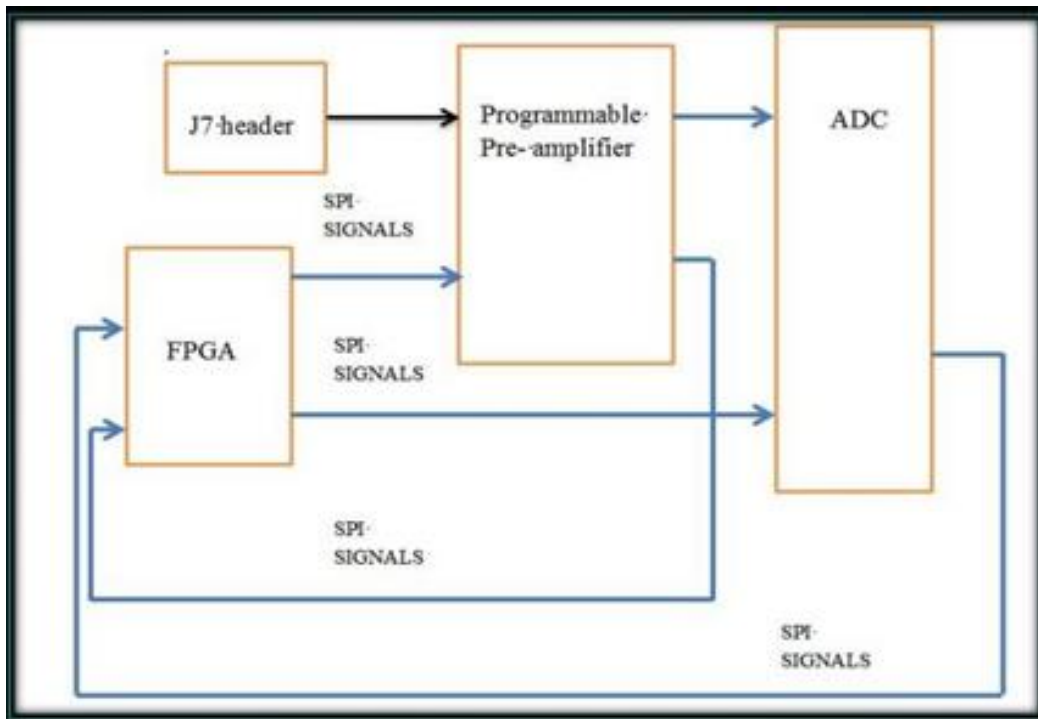 J7·header
Programmable·
Pre-·amplifier
ADC
SPI·
SIGNALS
FPGA
SPI·
SIGNALS
SPI·
SIGNALS
SPI·
SIGNALS